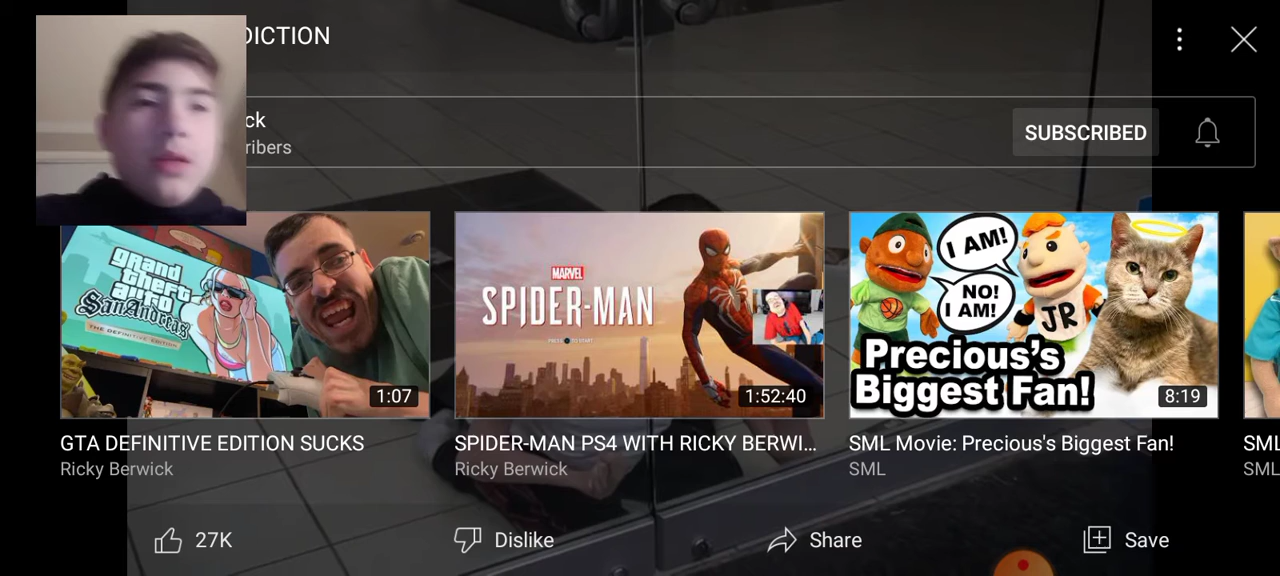 DICTION
ck
ribers
SUBSCRIBED
grand
theft
auto
San Andreas
THE DEFINITIVE EDITION
1:07
MARVEL
SPIDER-MAN
1:52:40
I AM!
NO!
I AM!
JR
Precious's
Biggest Fan!
8:19
GTA DEFINITIVE EDITION SUCKS
Ricky Berwick
SPIDER-MAN PS4 WITH RICKY BERWI...
Ricky Berwick
SML Movie: Precious's Biggest Fan!
SML
SML
SML
27K
Dislike
Share
Save